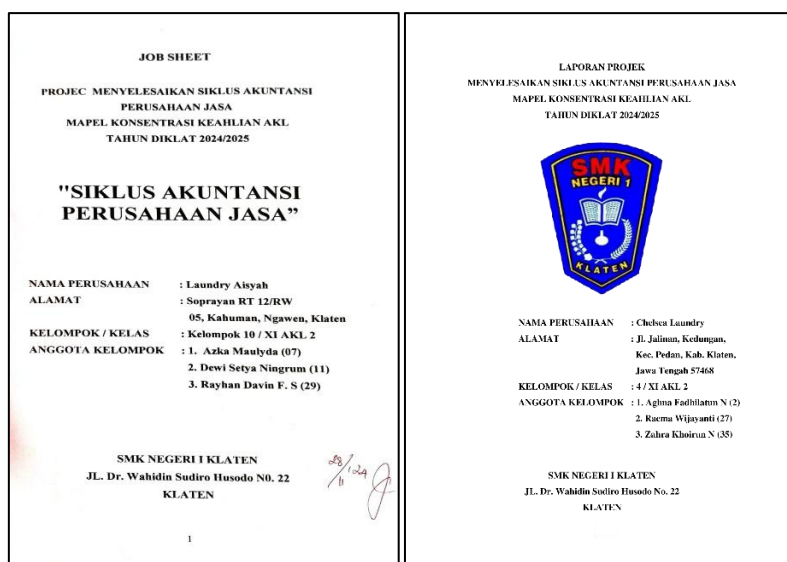 JOB SHEET
PROJEC MENYELESAIKAN SIKLUS AKUNTANSI
PERUSAHAAN JASA
MAPEL KONSENTRASI KEAHLIAN AKL
TAHUN DIKLAT 2024/2025
"SIKLUS AKUNTANSI
PERUSAHAAN JASA”
NAMA PERUSAHAAN : Laundry Aisyah
ALAMAT : Soprayan RT 12/RW
05, Kahuman, Ngawen, Klaten
KELOMPOK / KELAS : Kelompok 10 / XI AKL 2
ANGGOTA KELOMPOK : 1. Azka Maulyda (07)
2. Dewi Setya Ningrum (11)
3. Rayhan Davin F. S (29)
SMK NEGERI I KLATEN
JL. Dr. Wahidin Sudiro Husodo N0. 22
KLATEN
28/11 '24
1
LAPORAN PROJEK
MENYELESAIKAN SIKLUS AKUNTANSI PERUSAHAAN JASA
MAPEL KONSENTRASI KEAHLIAN AKL
TAHUN DIKLAT 2024/2025
SMK
NEGERI 1
KLATEN
NAMA PERUSAHAAN : Chelsea Laundry
ALAMAT : Jl. Jalinan, Kedungan,
Kec. Pedan, Kab. Klaten,
Jawa Tengah 57468
KELOMPOK / KELAS : 4 / XI AKL 2
ANGGOTA KELOMPOK : 1. Aghna Fadhilatun N (2)
2. Wijayanti (27)
3. Zahra Khoirun N (35)
SMK NEGERI I KLATEN
JL. Dr. Wahidin Sudiro Husodo No. 22
KLATEN